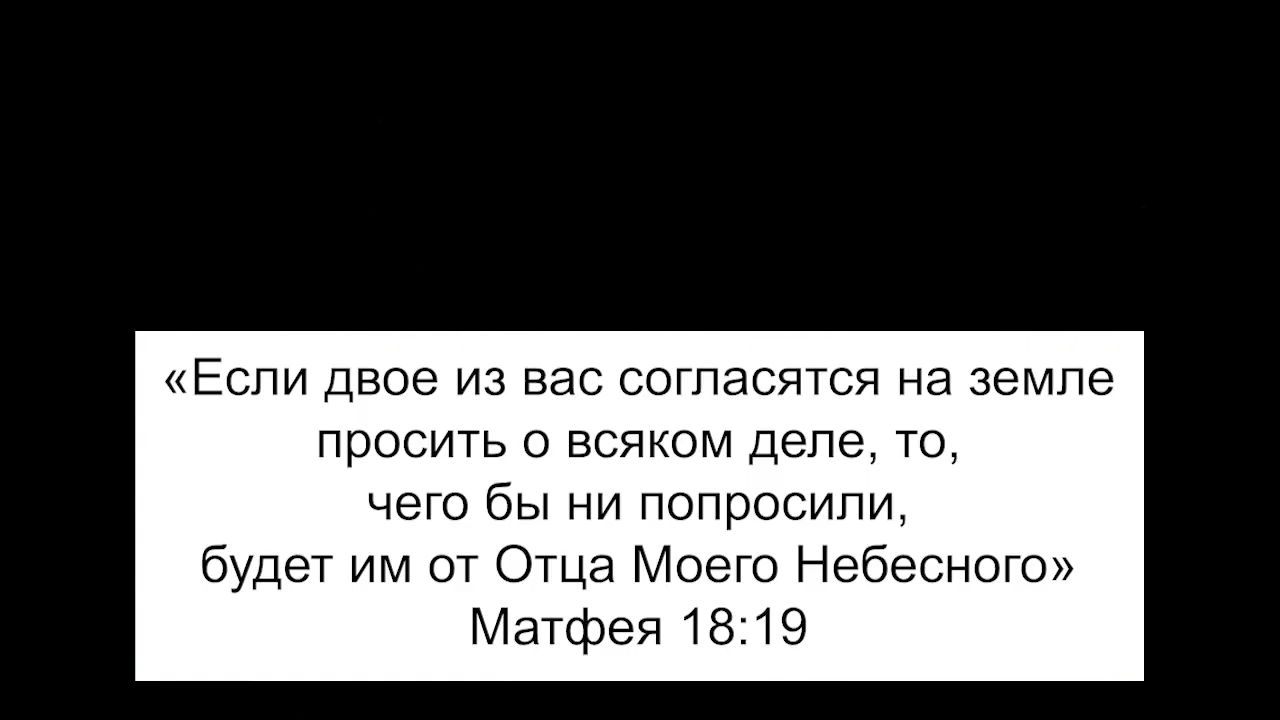 «Если двое из вас согласятся на земле
просить о всяком деле, то,
чего бы ни попросили,
будет им от Отца Моего Небесного»
Матфея 18:19